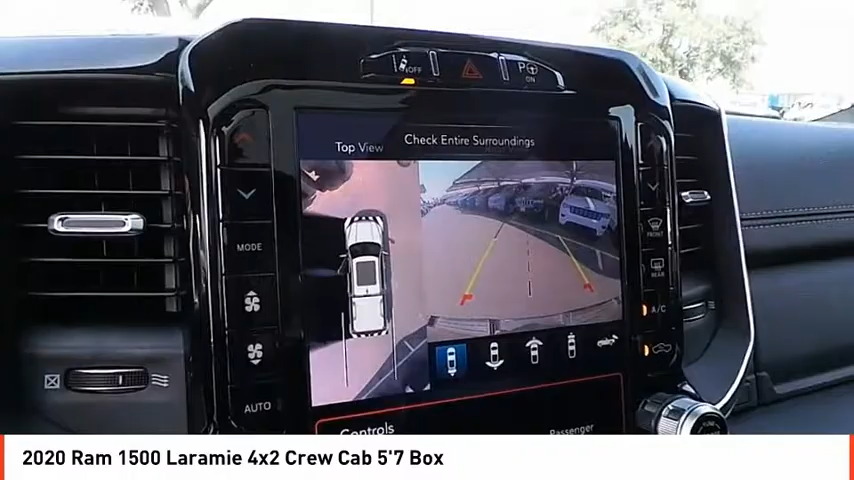 OFF
P
ON
Check Entire Surroundings
Top View
MODE
FRONT
REAR
A/C
AUTO
Controls
Passenger
2020 Ram 1500 Laramie 4x2 Crew Cab 5'7 Box